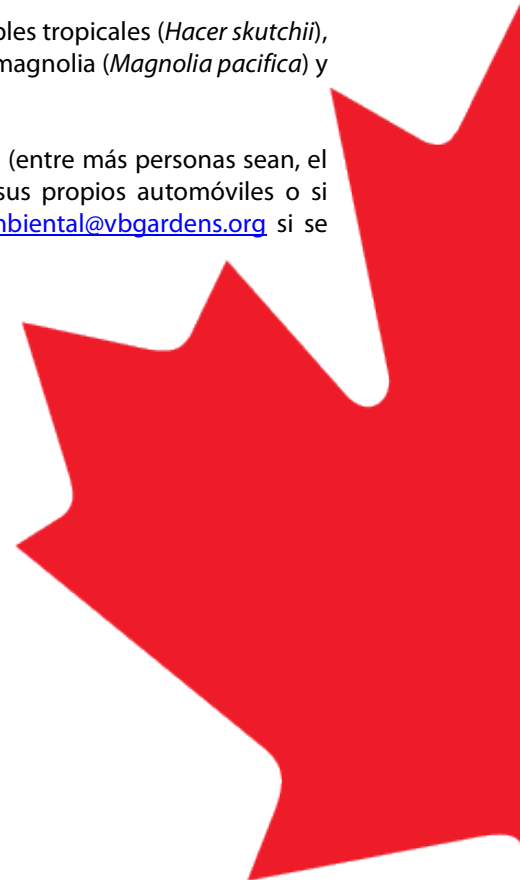 bles tropicales (Hacer skutchii),
magnolia (Magnolia pacifica) y
(entre más personas sean, el
sus propios automóviles o si
mbiental@vbgardens.org si se